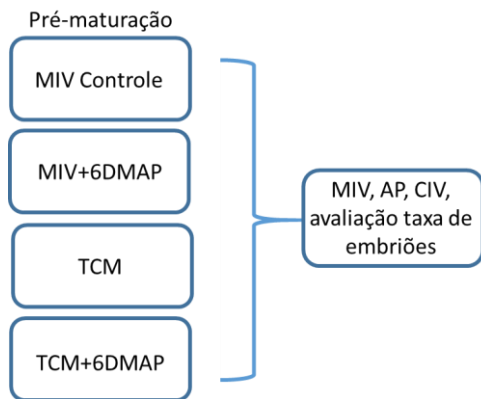 Pré-maturação
MIV Controle
MIV+6DMAP
TCM
TCM+6DMAP
MIV, AP, CIV,
avaliação taxa de
embriões